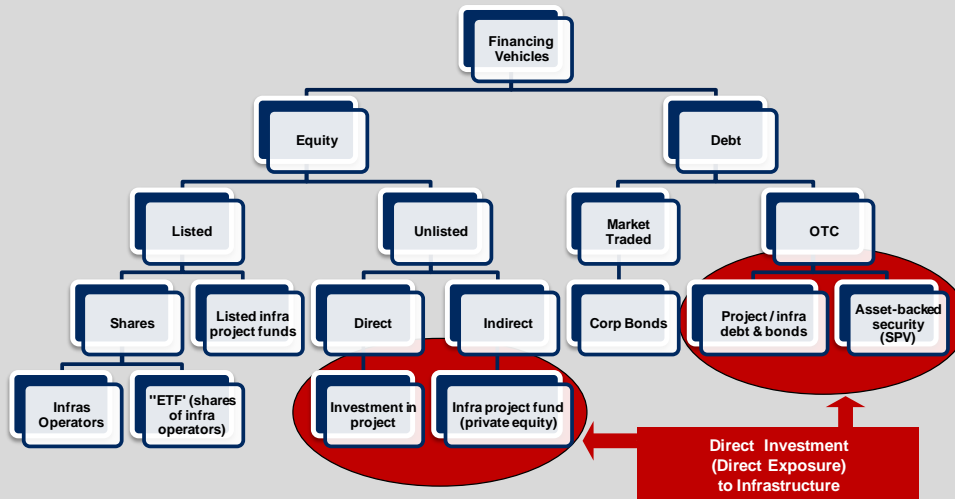 Financing
Vehicles
Equity
Debt
Listed
Unlisted
Market
Traded
OTC
Shares
Listed infra
project funds
Direct
Indirect
Corp Bonds
Project / infra
debt & bonds
Asset-backed
security
(SPV)
Infras
Operators
"ETF' (shares
of infra
operators)
Investment in
project
Infra project fund
(private equity)
Direct Investment
(Direct Exposure)
to Infrastructure